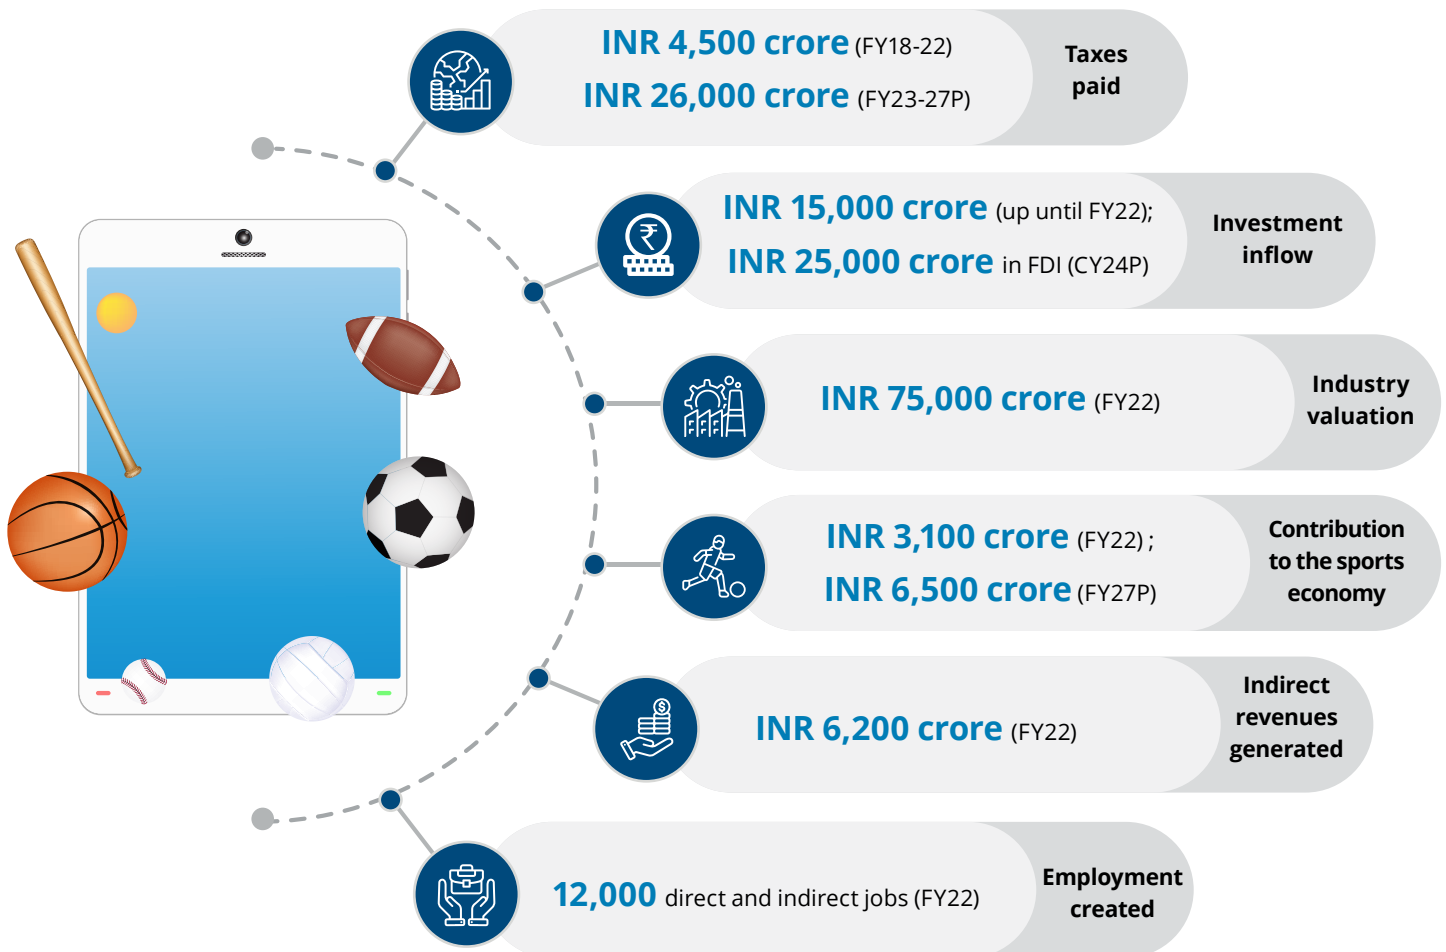 INR 4,500 crore (FY18-22)
INR 26,000 crore (FY23-27P)
Taxes
paid
INR 15,000 crore (up until FY22);
INR 25,000 crore in FDI (CY24P)
Investment
inflow
INR 75,000 crore (FY22)
Industry
valuation
INR 3,100 crore (FY22) ;
INR 6,500 crore (FY27P)
Contribution
to the sports
economy
INR 6,200 crore (FY22)
Indirect
revenues
generated
12,000 direct and indirect jobs (FY22)
Employment
created